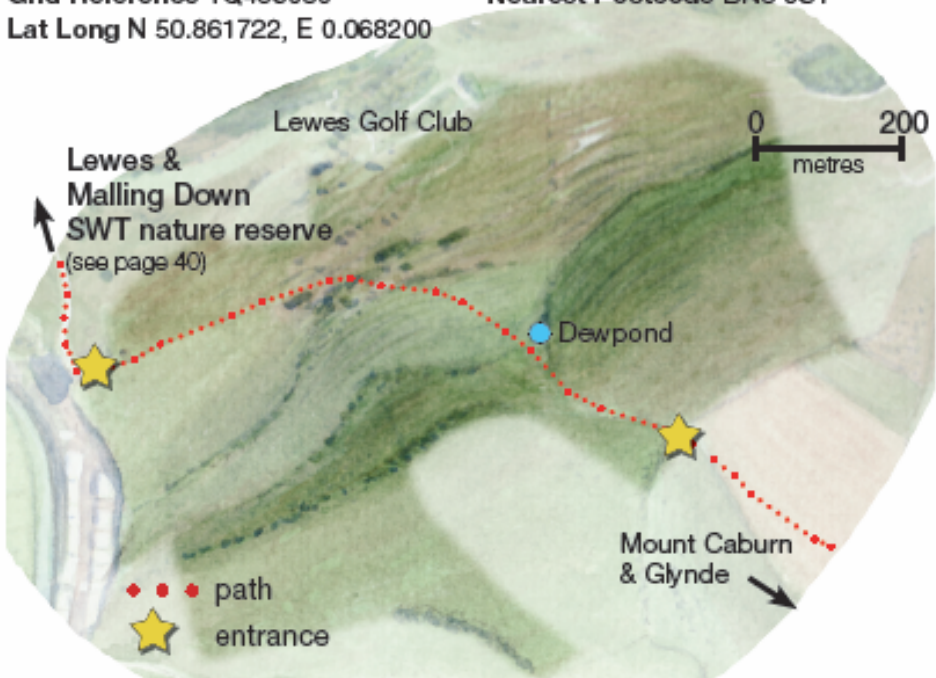 Lat Long N 50.861722, E 0.068200
Lewes Golf Club
0 200
metres
Lewes &
Malling Down
SWT nature reserve
(see page 40)
Dewpond
Mount Caburn
& Glynde
path
entrance